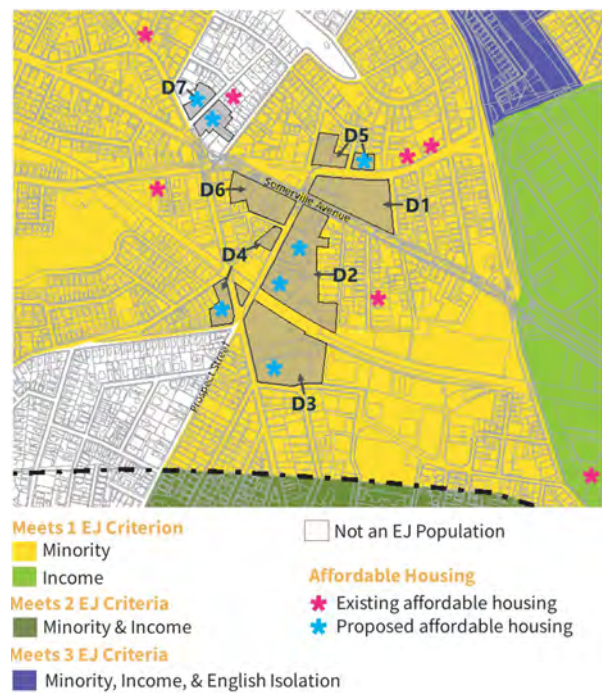 D7
D5
D6
Somerville Avenue
D1
D4
D2
Prospect Street
D3
Meets 1 EJ Criterion
Minority
Income
Meets 2 EJ Criteria
Minority & Income
Meets 3 EJ Criteria
Minority, Income, & English Isolation
Not an EJ Population
Affordable Housing
Existing affordable housing
Proposed affordable housing